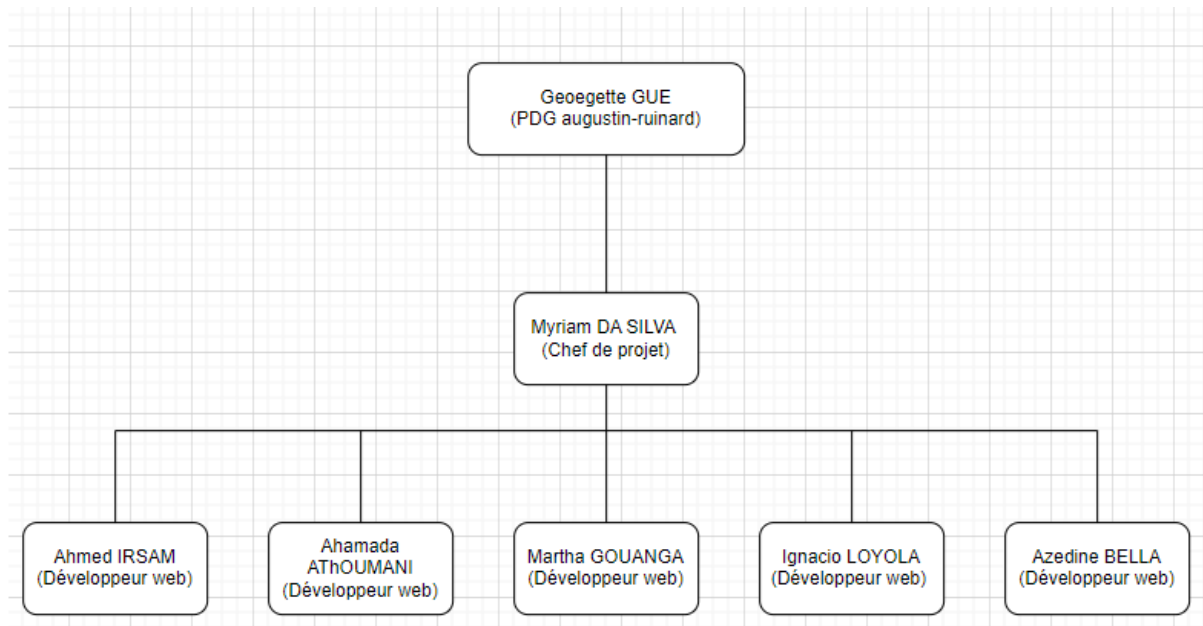 Geoegette GUE
(PDG augustin-ruinard)
Myriam DA SILVA
(Chef de projet)
Ahmed IRSAM
(Développeur web)
Ahamada
AThOUMANI
(Développeur web)
Martha GOUANGA
(Développeur web)
Ignacio LOYOLA
(Développeur web)
Azedine BELLA
(Développeur web)